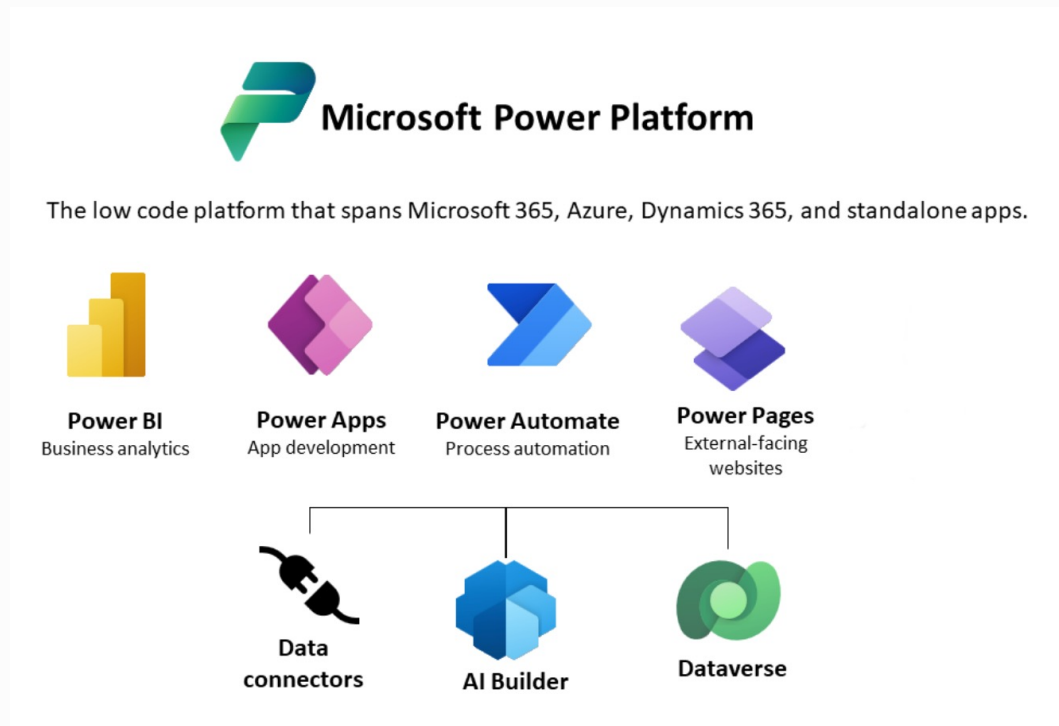 Microsoft Power Platform
The low code platform that spans Microsoft 365, Azure, Dynamics 365, and standalone apps.
Power BI
Business analytics
Power Apps
App development
Power Automate
Process automation
Power Pages
External-facing
websites
Data
connectors
AI Builder
Dataverse